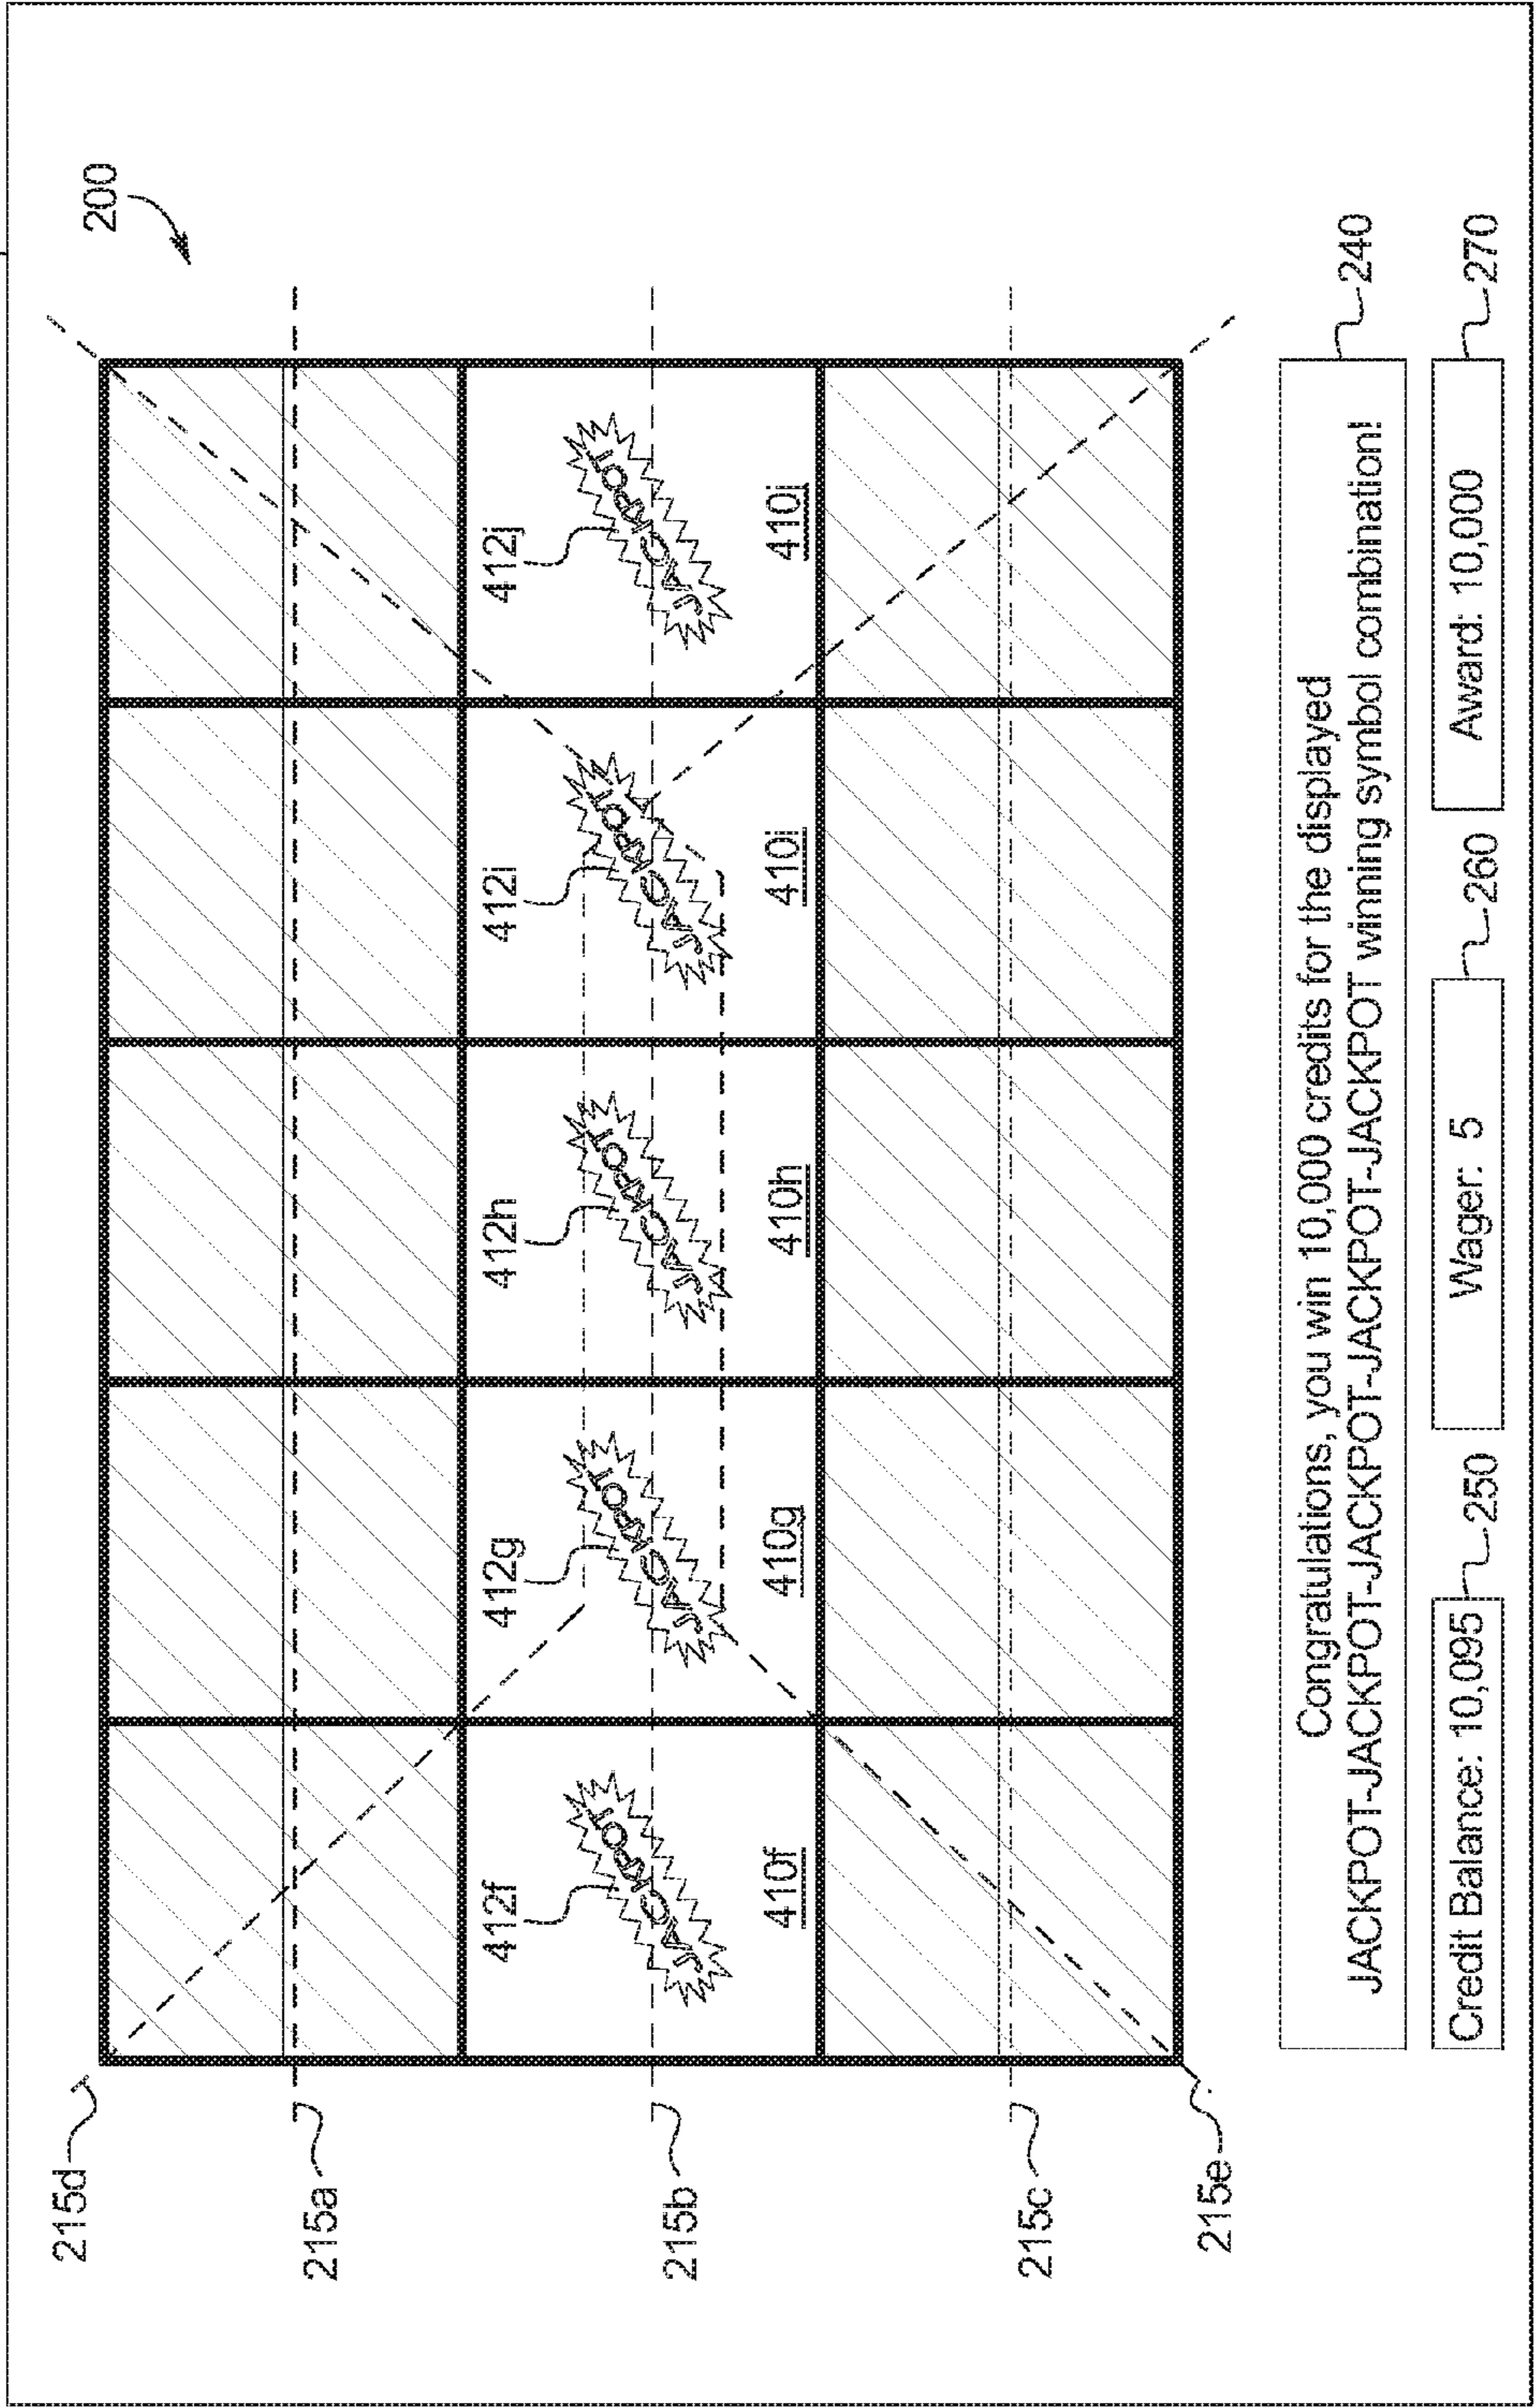 215d
200
215a
412f 412g 412h 412i 412j
JACKPOT JACKPOT JACKPOT JACKPOT JACKPOT
215b
410f 410g 410h 410i 410j
215c
215e
Congratulations, you win 10,000 credits for the displayed
JACKPOT-JACKPOT-JACKPOT-JACKPOT-JACKPOT winning symbol combination!
240
Credit Balance: 10,095 250 Wager: 5 260 Award: 10,000 270